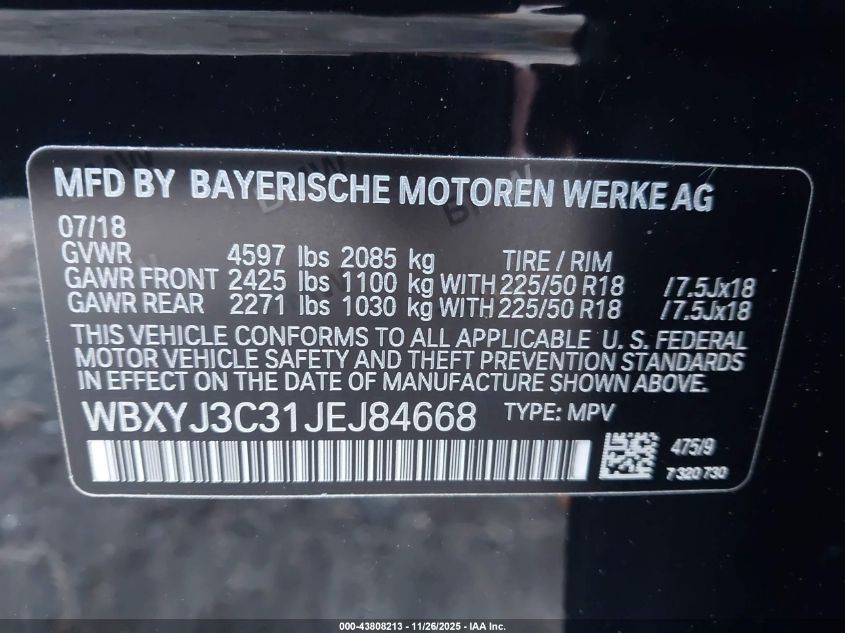 MFD BY BAYERISCHE MOTOREN WERKE AG
07/18
GVWR 4597 lbs 2085 kg TIRE / RIM
GAWR FRONT 2425 lbs 1100 kg WITH 225/50 R18 /7.5Jx18
GAWR REAR 2271 lbs 1030 kg WITH 225/50 R18 /7.5Jx18
THIS VEHICLE CONFORMS TO ALL APPLICABLE U. S. FEDERAL
MOTOR VEHICLE SAFETY AND THEFT PREVENTION STANDARDS
IN EFFECT ON THE DATE OF MANUFACTURE SHOWN ABOVE.
WBXYJ3C31JEJ84668 TYPE: MPV
475/9
7 320 730
000-43808213 - 11/26/2025 - IAA Inc.